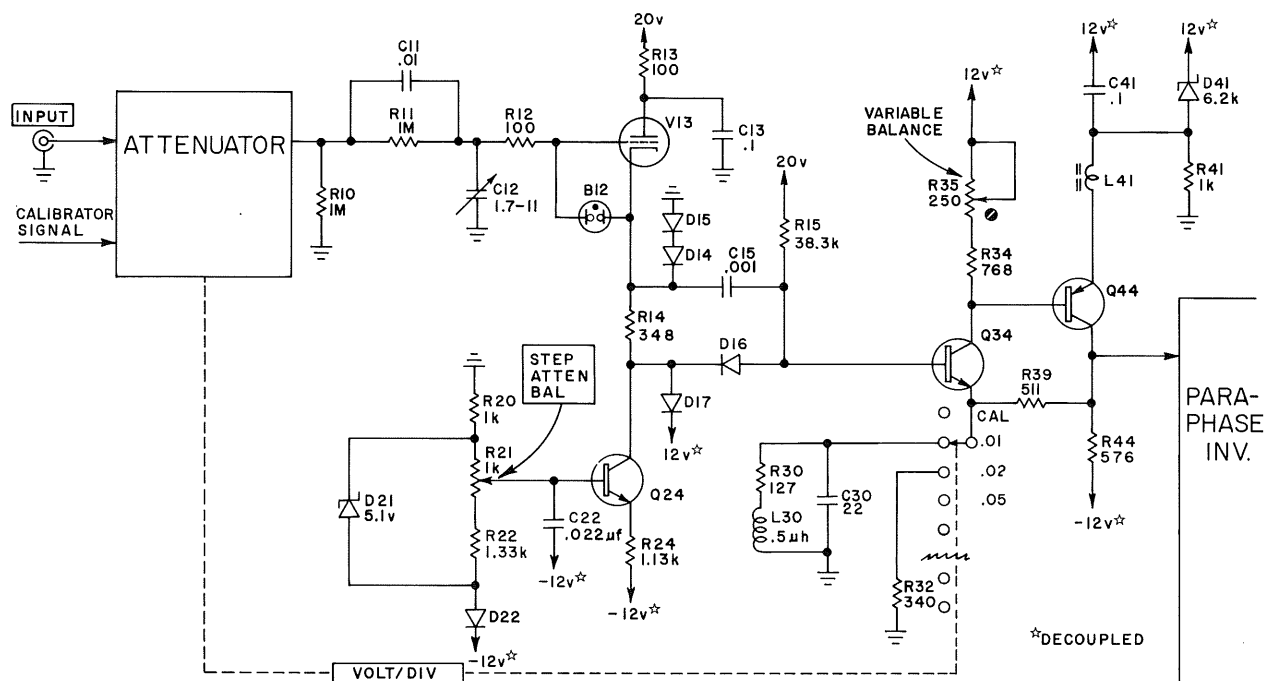 INPUT
ATTENUATOR
CALIBRATOR
SIGNAL
C11
.01
R11
1M
R10
1M
C12
1.7-11
R12
100
20v
R13
100
V13
C13
.1
B12
D15
D14
C15
.001
20v
R15
38.3k
R14
348
D16
D17
12v☆
STEP
ATTEN
BAL
R20
1k
R21
1k
D21
5.1v
R22
1.33k
D22
-12v☆
C22
.022µf
-12v☆
Q24
R24
1.13k
-12v☆
VOLT/DIV
12v☆
VARIABLE
BALANCE
R35
250
R34
768
Q34
12v☆
C41
.1
12v☆
D41
6.2k
L41
R41
1k
Q44
R39
511
R44
576
-12v☆
CAL
.01
.02
.05
R30
127
L30
.5µh
C30
22
R32
340
PARA-
PHASE
INV.
☆DECOUPLED